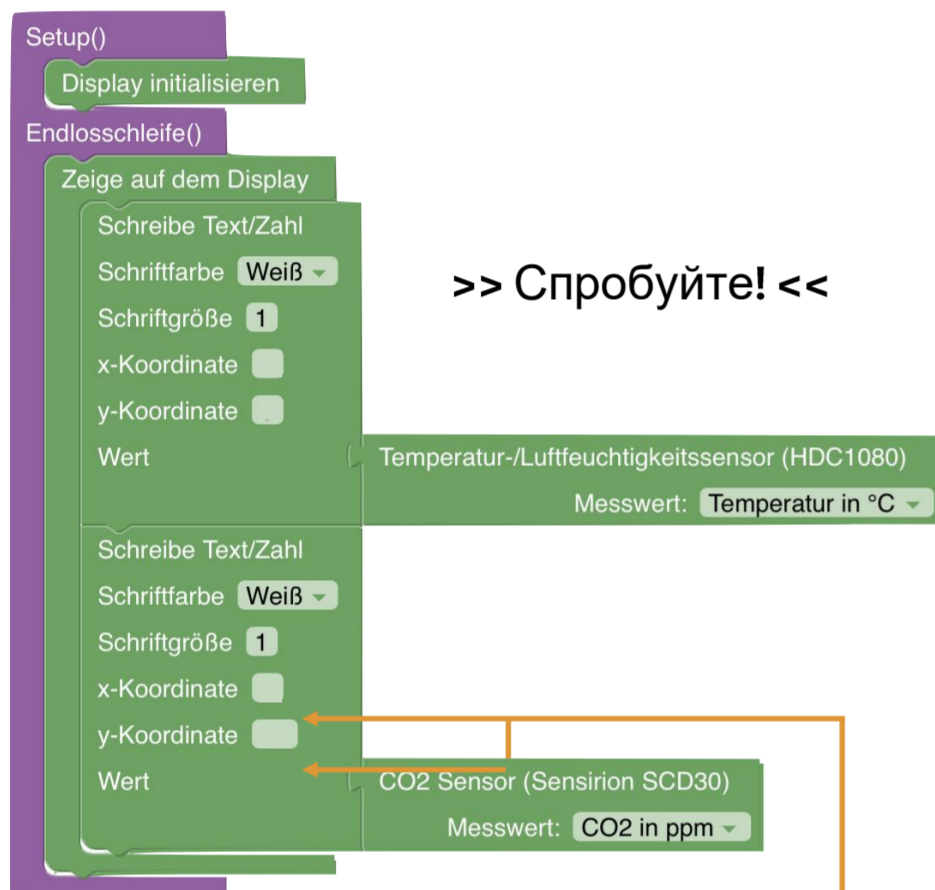 Setup()
Display initialisieren
Endlosschleife()
Zeige auf dem Display
Schreibe Text/Zahl
Schriftfarbe Weiß
>> Спробуйте! <<
Schriftgröße 1
x-Koordinate
y-Koordinate
Wert Temperatur-/Luftfeuchtigkeitssensor (HDC1080)
Messwert: Temperatur in °C
Schreibe Text/Zahl
Schriftfarbe Weiß
Schriftgröße 1
x-Koordinate
y-Koordinate
Wert CO2 Sensor (Sensirion SCD30)
Messwert: CO2 in ppm